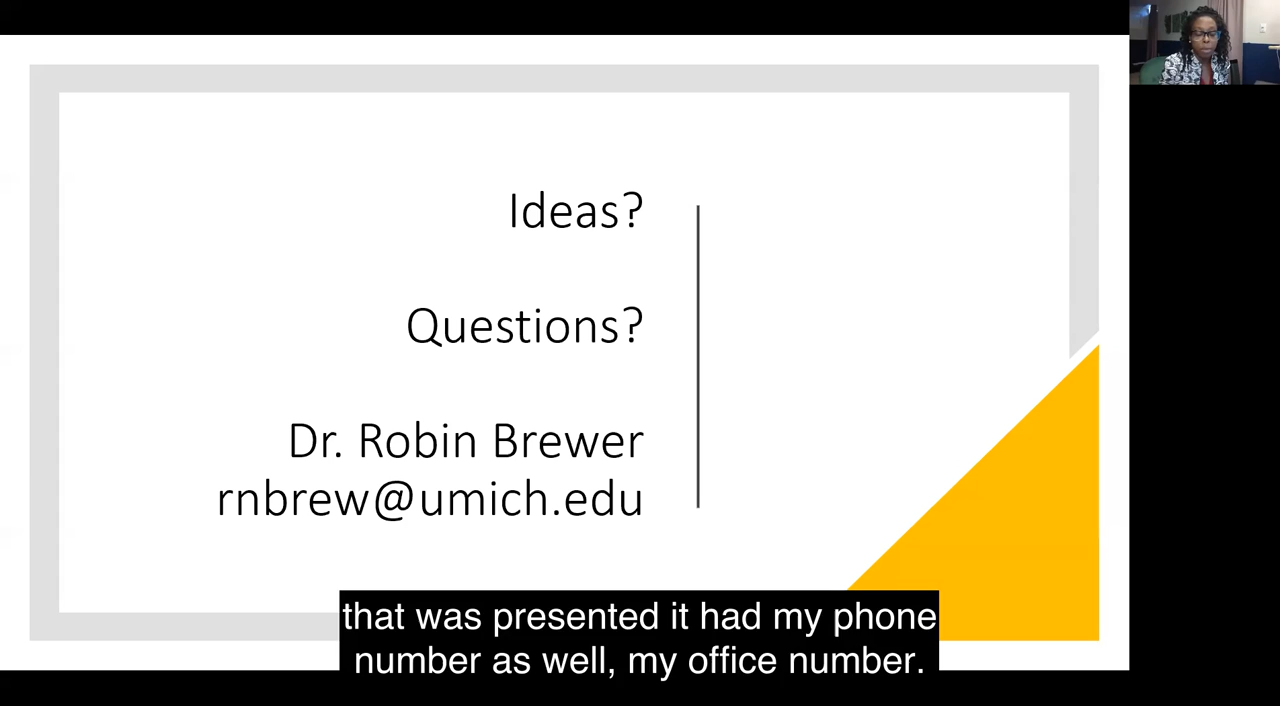 Ideas?
Questions?
Dr. Robin Brewer
rnbrew@umich.edu
that was presented it had my phone
number as well, my office number.